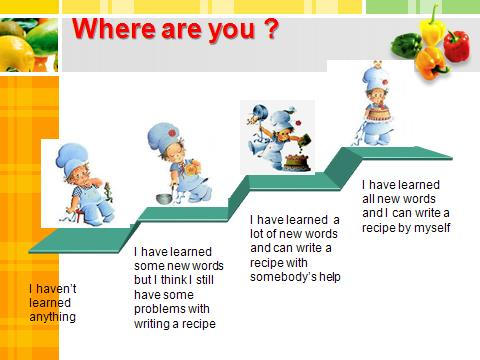 Where are you ?
I haven't
learned
anything
I have learned
some new words
but I think I still
have some
problems with
writing a recipe
I have learned a
lot of new words
and can write a
recipe with
somebody's help
I have learned
all new words
and I can write a
recipe by myself